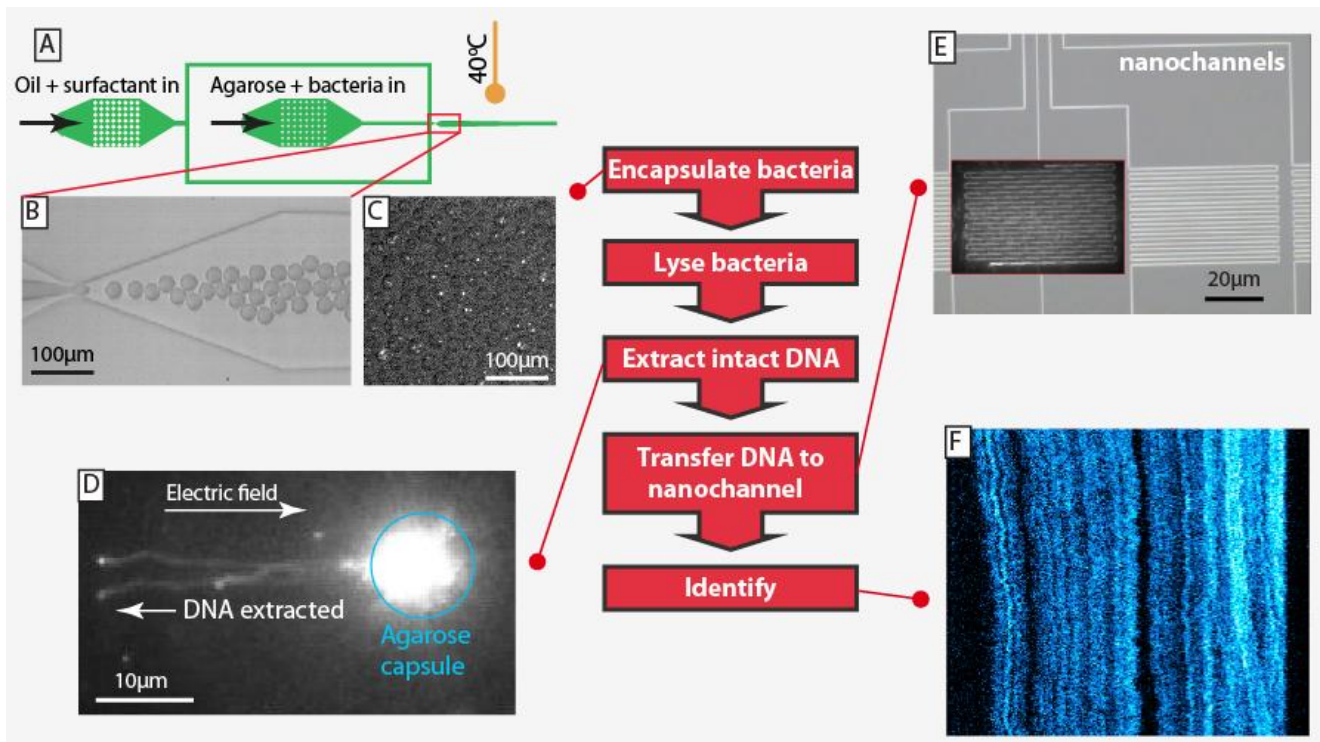 A
Oil + surfactant in
Agarose + bacteria in
40ºC
B
100µm
C
100µm
Encapsulate bacteria
Lyse bacteria
Extract intact DNA
Transfer DNA to
nanochannel
Identify
D
Electric field
DNA extracted
Agarose
capsule
10µm
E
nanochannels
20µm
F